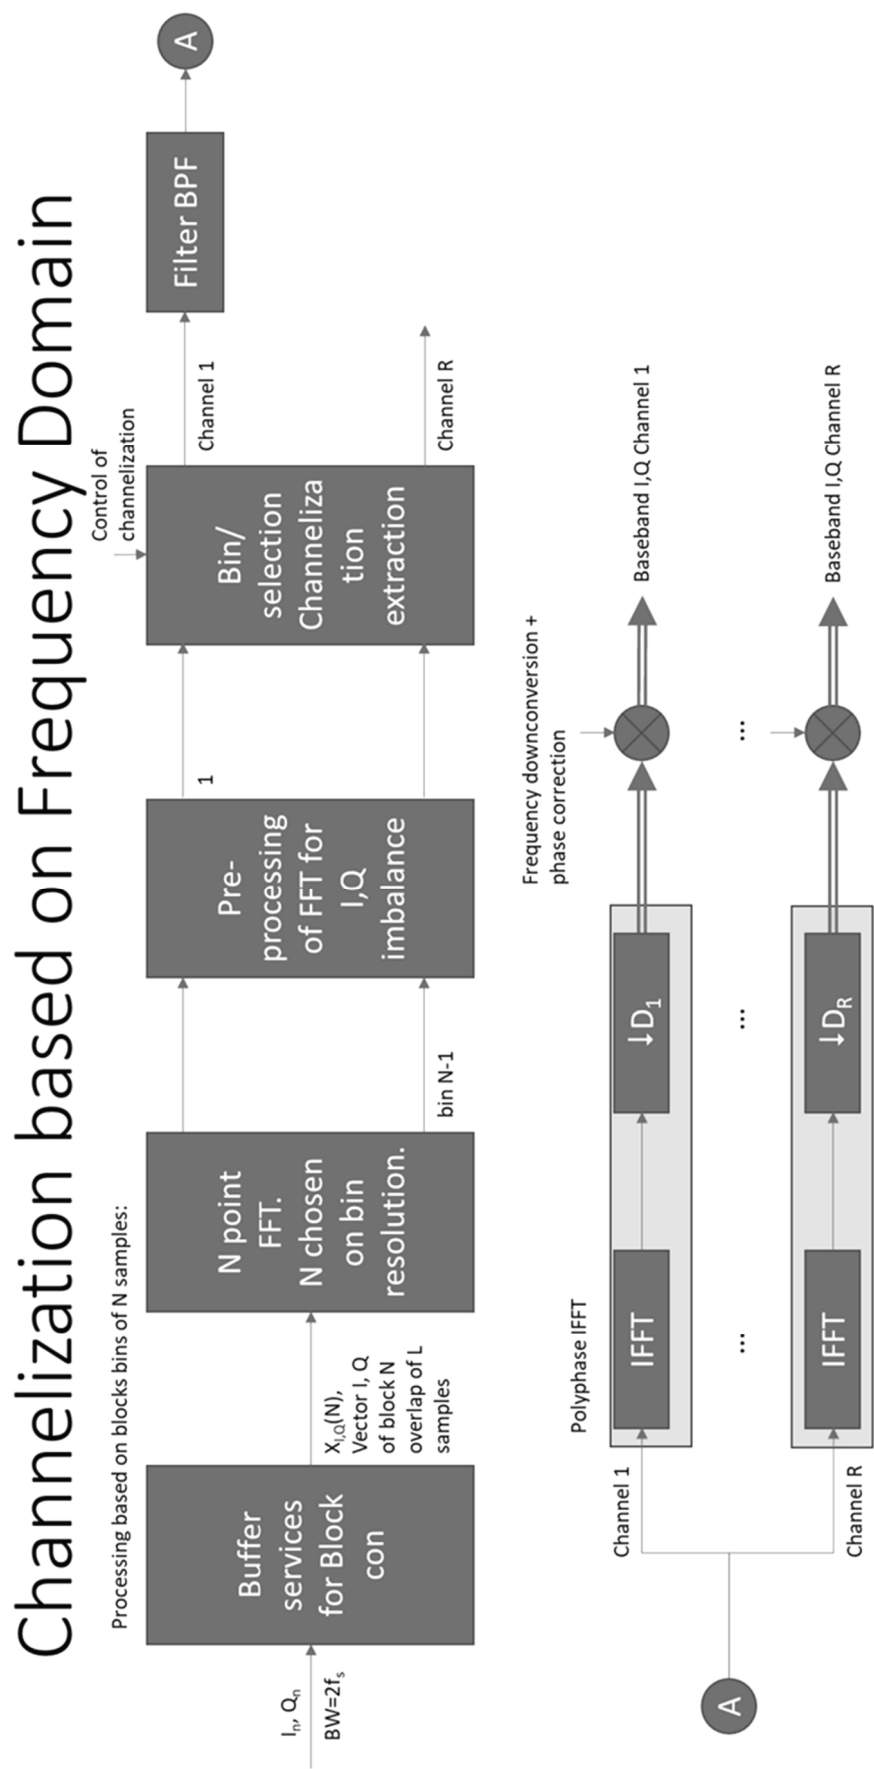 Channelization based on Frequency Domain
Processing based on blocks bins of N samples:
Iₙ, Qₙ
BW=2fₛ
Buffer
services
for Block
con
X_{I,Q}(N),
Vector I, Q
of block N
overlap of L
samples
N point
FFT.
N chosen
on bin
resolution.
bin N-1
Pre-
processing
of FFT for
I,Q
imbalance
1
Control of
channelization
Bin/
selection
Channeliza
tion
extraction
Channel 1
Channel R
Filter BPF
A
A
Channel 1
Channel R
Polyphase IFFT
IFFT
...
IFFT
↓D₁
...
↓D_R
Frequency downconversion +
phase correction
...
Baseband I,Q Channel 1
Baseband I,Q Channel R